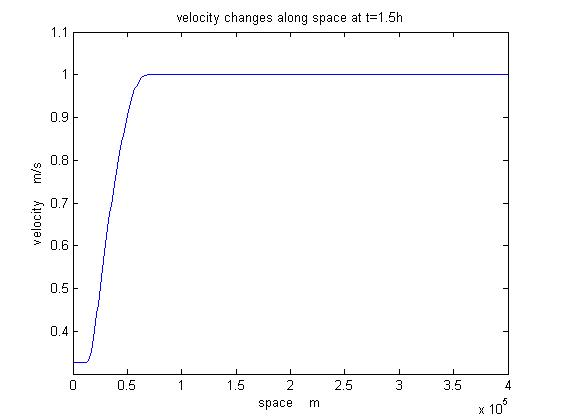 velocity changes along space at t=1.5h
1.1
1
0.9
0.8
0.7
0.6
0.5
0.4
velocity m/s
0 0.5 1 1.5 2 2.5 3 3.5 4
space m
x 10^5